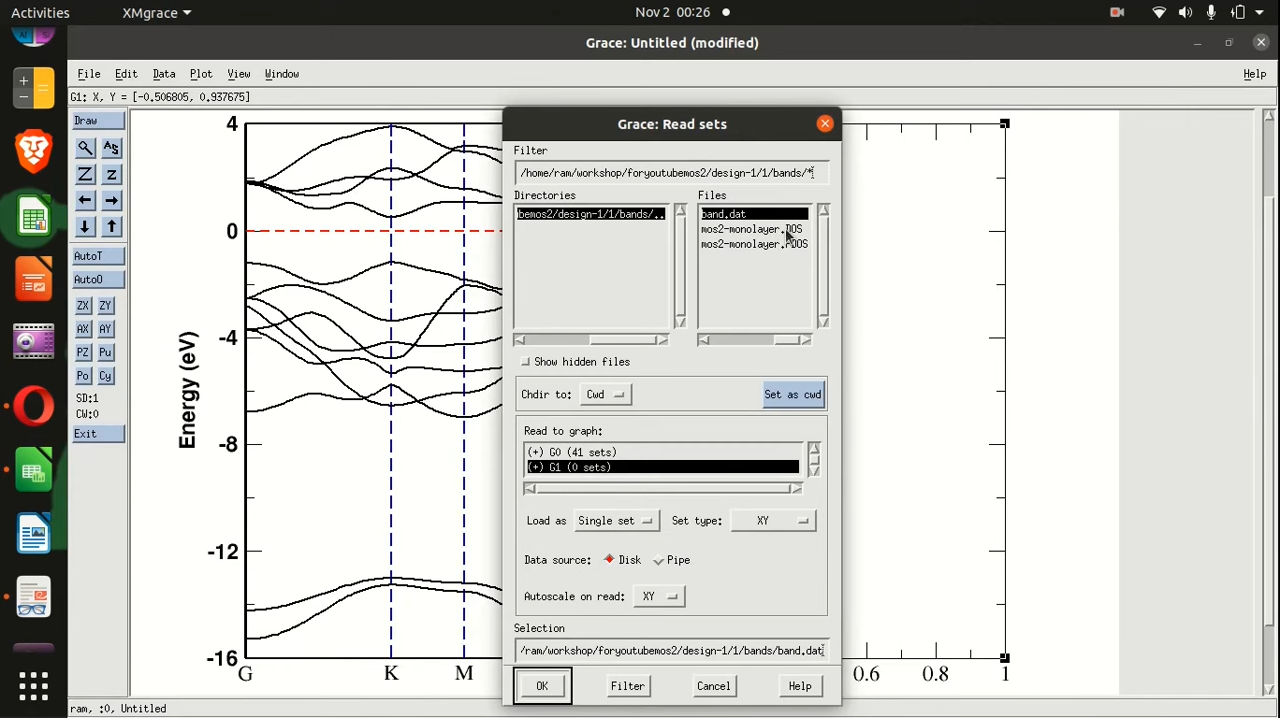 Activities
XMgrace
Nov 2 00:26
Grace: Untitled (modified)
File Edit Data Plot View Window Help
G1: X, Y = [-0.506805, 0.937675]
Draw
A S
Z z
AutoT
AutoO
ZX ZY
AX AY
PZ Pu
Po Cy
SD:1
CW:0
Exit
Energy (eV)
4
0
-4
-8
-12
-16
G K M 0.6 0.8 1
Grace: Read sets
Filter
/home/ram/workshop/foryoutubemos2/design-1/1/bands/*
Directories Files
bemos2/design-1/1/bands/..
band.dat
mos2-monolayer.DOS
mos2-monolayer.PDOS
Show hidden files
Chdir to: Cwd Set as cwd
Read to graph:
(+) G0 (41 sets)
(+) G1 (0 sets)
Load as Single set Set type: XY
Data source: Disk Pipe
Autoscale on read: XY
Selection
/ram/workshop/foryoutubemos2/design-1/1/bands/band.dat
OK Filter Cancel Help
ram, :0, Untitled